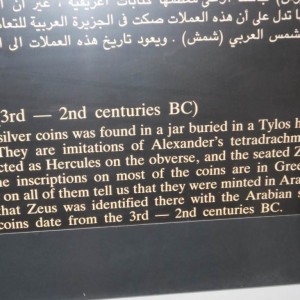 تدل على أن هذه العملات صكت في الجزيرة العربية
شمس العربي (شمش) . ويعود تاريخ هذه العملات الى
3rd — 2nd centuries BC)
silver coins was found in a jar buried in a Tylos
They are imitations of Alexander's tetradrachm
cted as Hercules on the obverse, and the seated Z
e inscriptions on most of the coins are in Gree
on all of them tell us that they were minted in Ara
that Zeus was identified there with the Arabian s
coins date from the 3rd — 2nd centuries BC.